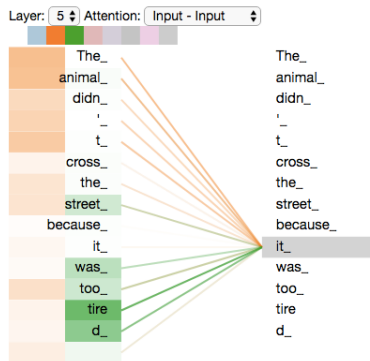 Layer: 5 Attention: Input - Input
The_ The_
animal_ animal_
didn_ didn_
'_ '_
t_ t_
cross_ cross_
the_ the_
street_ street_
because_ because_
it_ it_
was_ was_
too_ too_
tire tire
d_ d_